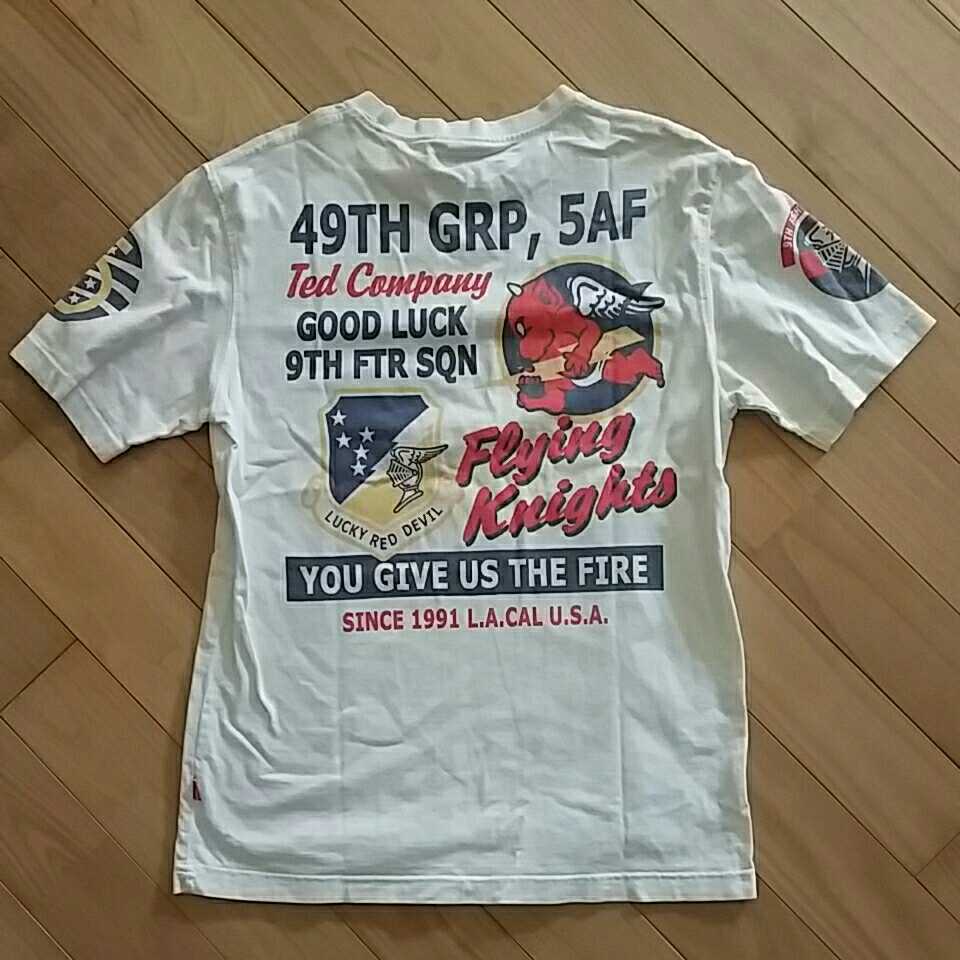 49TH GRP, 5AF
Ted Company
GOOD LUCK
9TH FTR SQN
LUCKY RED DEVIL
Flying
Knights
YOU GIVE US THE FIRE
SINCE 1991 L.A.CAL U.S.A.
9TH